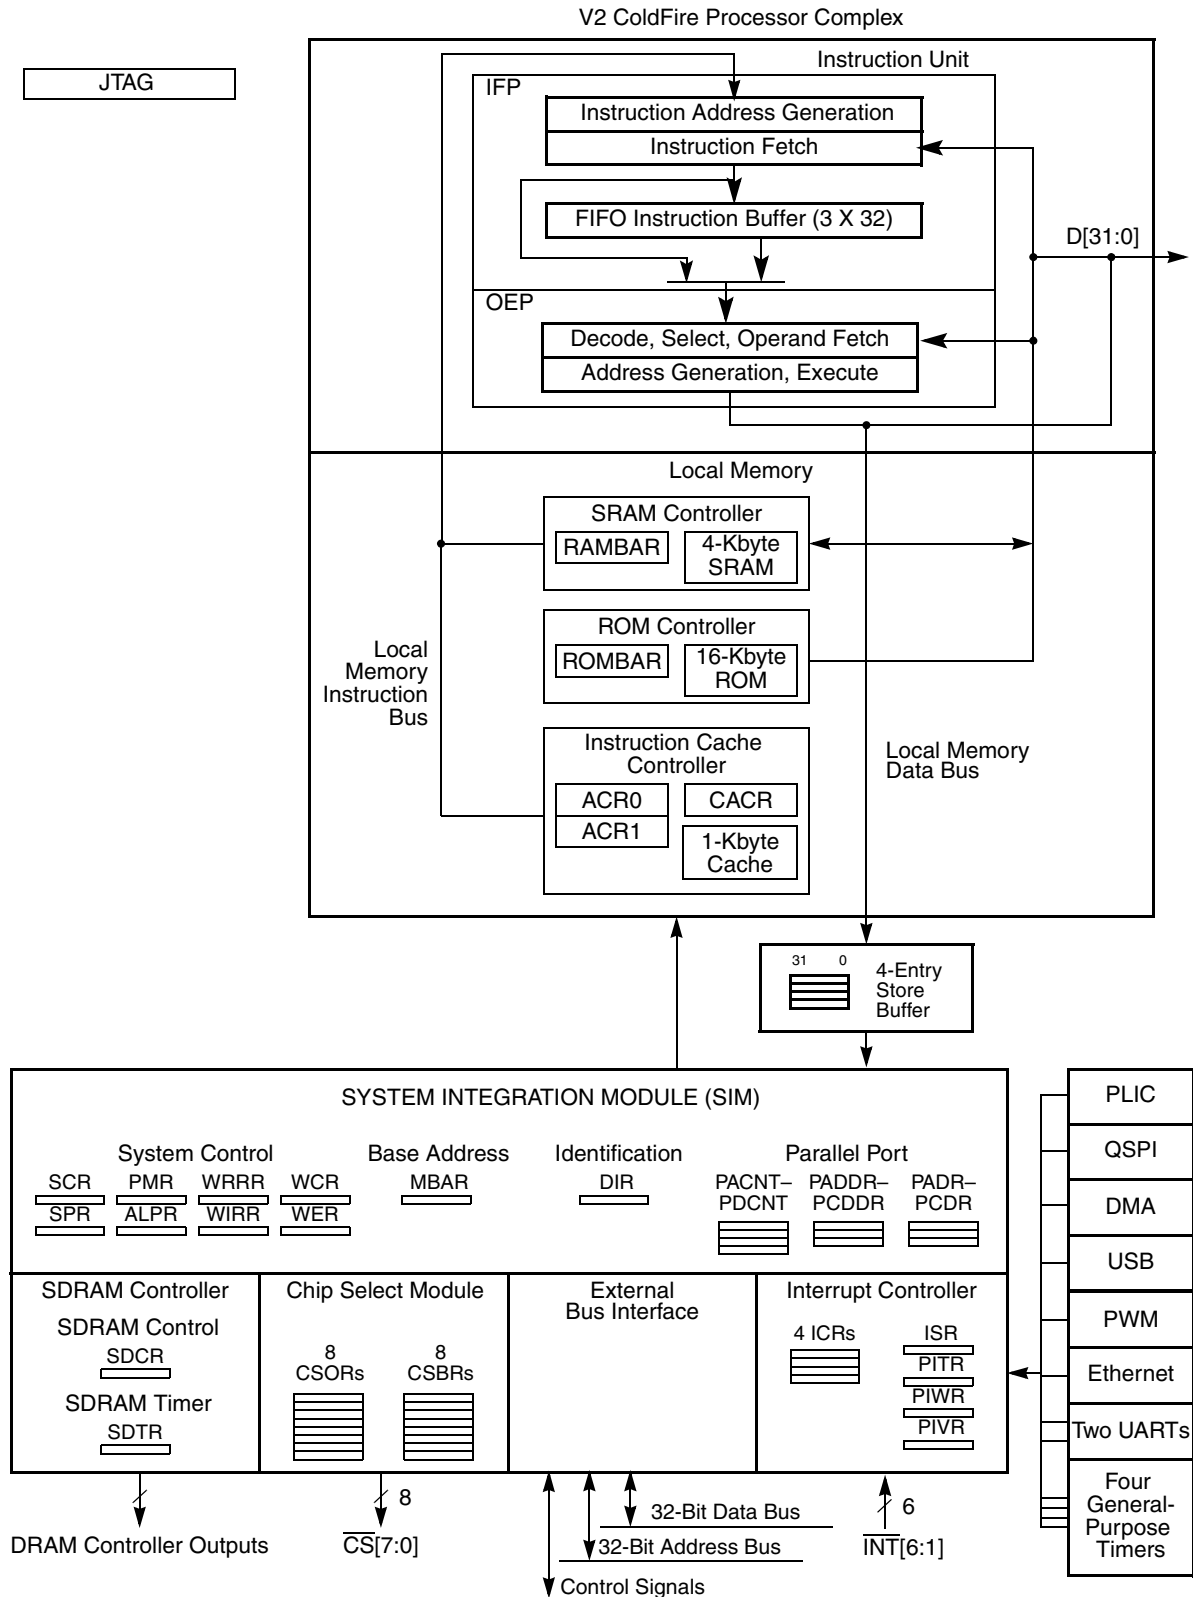 V2 ColdFire Processor Complex
JTAG
Instruction Unit
IFP
Instruction Address Generation
Instruction Fetch
FIFO Instruction Buffer (3 X 32)
D[31:0]
OEP
Decode, Select, Operand Fetch
Address Generation, Execute
Local Memory
SRAM Controller
RAMBAR
4-Kbyte
SRAM
ROM Controller
ROMBAR
16-Kbyte
ROM
Local
Memory
Instruction
Bus
Instruction Cache
Controller
ACR0
ACR1
CACR
1-Kbyte
Cache
Local Memory
Data Bus
31 0
4-Entry
Store
Buffer
SYSTEM INTEGRATION MODULE (SIM)
System Control
SCR PMR WRRR WCR
SPR ALPR WIRR WER
Base Address
MBAR
Identification
DIR
Parallel Port
PACNT–
PDCNT
PADDR–
PCDDR
PADR–
PCDR
SDRAM Controller
SDRAM Control
SDCR
SDRAM Timer
SDTR
Chip Select Module
8
CSORs
8
CSBRs
External
Bus Interface
Interrupt Controller
4 ICRs
ISR
PITR
PIWR
PIVR
PLIC
QSPI
DMA
USB
PWM
Ethernet
Two UARTs
Four
General-
Purpose
Timers
DRAM Controller Outputs
8
CS[7:0]
32-Bit Data Bus
32-Bit Address Bus
Control Signals
6
INT[6:1]